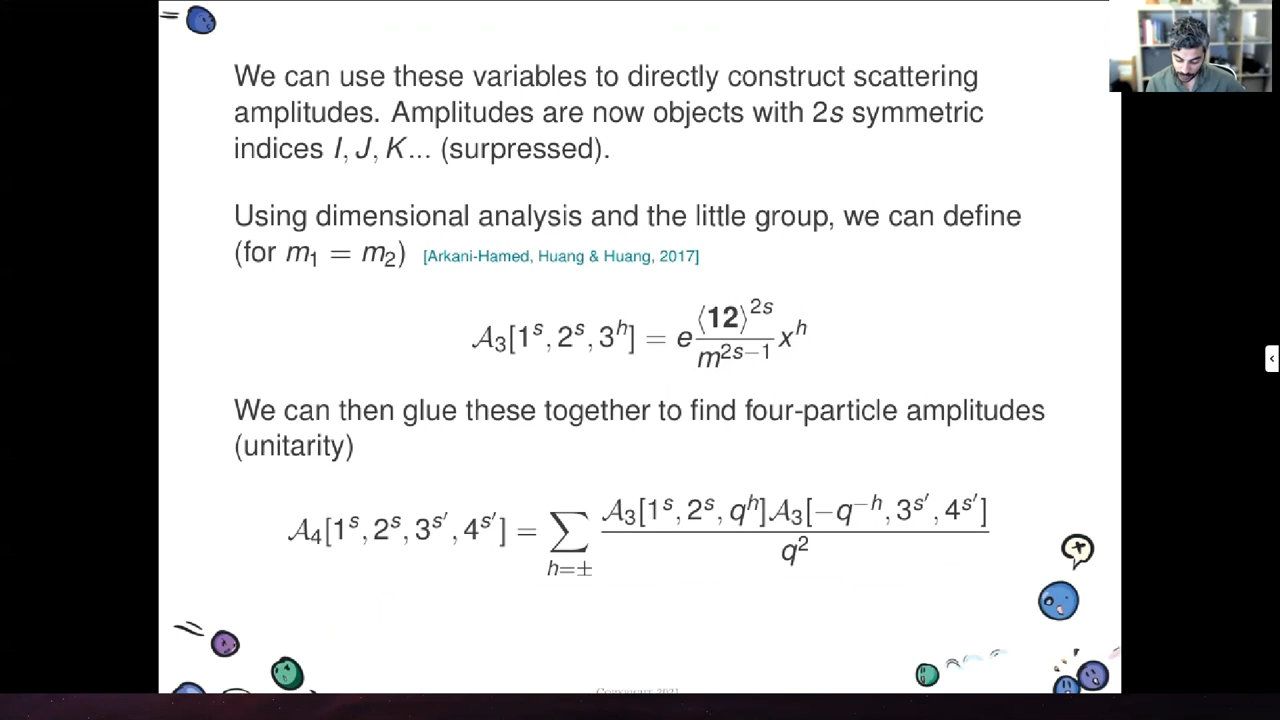 We can use these variables to directly construct scattering
amplitudes. Amplitudes are now objects with 2s symmetric
indices I, J, K... (surpressed).
Using dimensional analysis and the little group, we can define
(for m₁ = m₂) [Arkani-Hamed, Huang & Huang, 2017]
𝒜₃[1ˢ, 2ˢ, 3ʰ] = e ⟨12⟩²ˢ / m²ˢ⁻¹ xʰ
We can then glue these together to find four-particle amplitudes
(unitarity)
𝒜₄[1ˢ, 2ˢ, 3ˢ′, 4ˢ′] = ∑ h=± 𝒜₃[1ˢ, 2ˢ, qʰ]𝒜₃[−q⁻ʰ, 3ˢ′, 4ˢ′] / q²